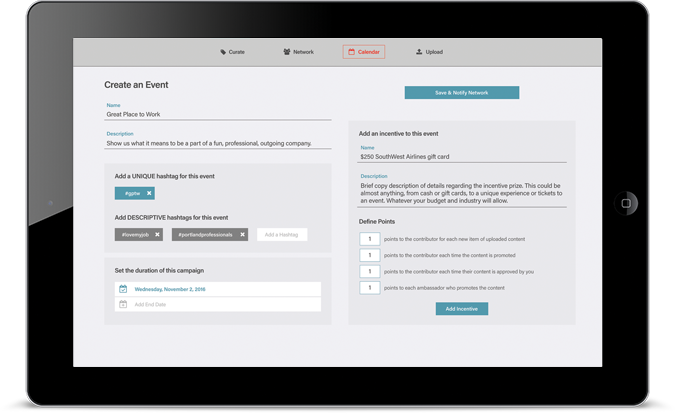 Curate
Network
Calendar
Upload
Create an Event
Save & Notify Network
Name
Great Place to Work
Description
Show us what it means to be a part of a fun, professional, outgoing company.
Add a UNIQUE hashtag for this event
#gptw
Add DESCRIPTIVE hashtags for this event
#lovemyjob
#portlandprofessionals
Add a Hashtag
Set the duration of this campaign
Wednesday, November 2, 2016
Add End Date
Add an incentive to this event
Name
$250 SouthWest Airlines gift card
Description
Brief copy description of details regarding the incentive prize. This could be
almost anything, from cash or gift cards, to a unique experience or tickets to
an event. Whatever your budget and industry will allow.
Define Points
1 points to the contributor for each new item of uploaded content
1 points to the contributor each time the content is promoted
1 points to the contributor each time their content is approved by you
1 points to each ambassador who promotes the content
Add Incentive